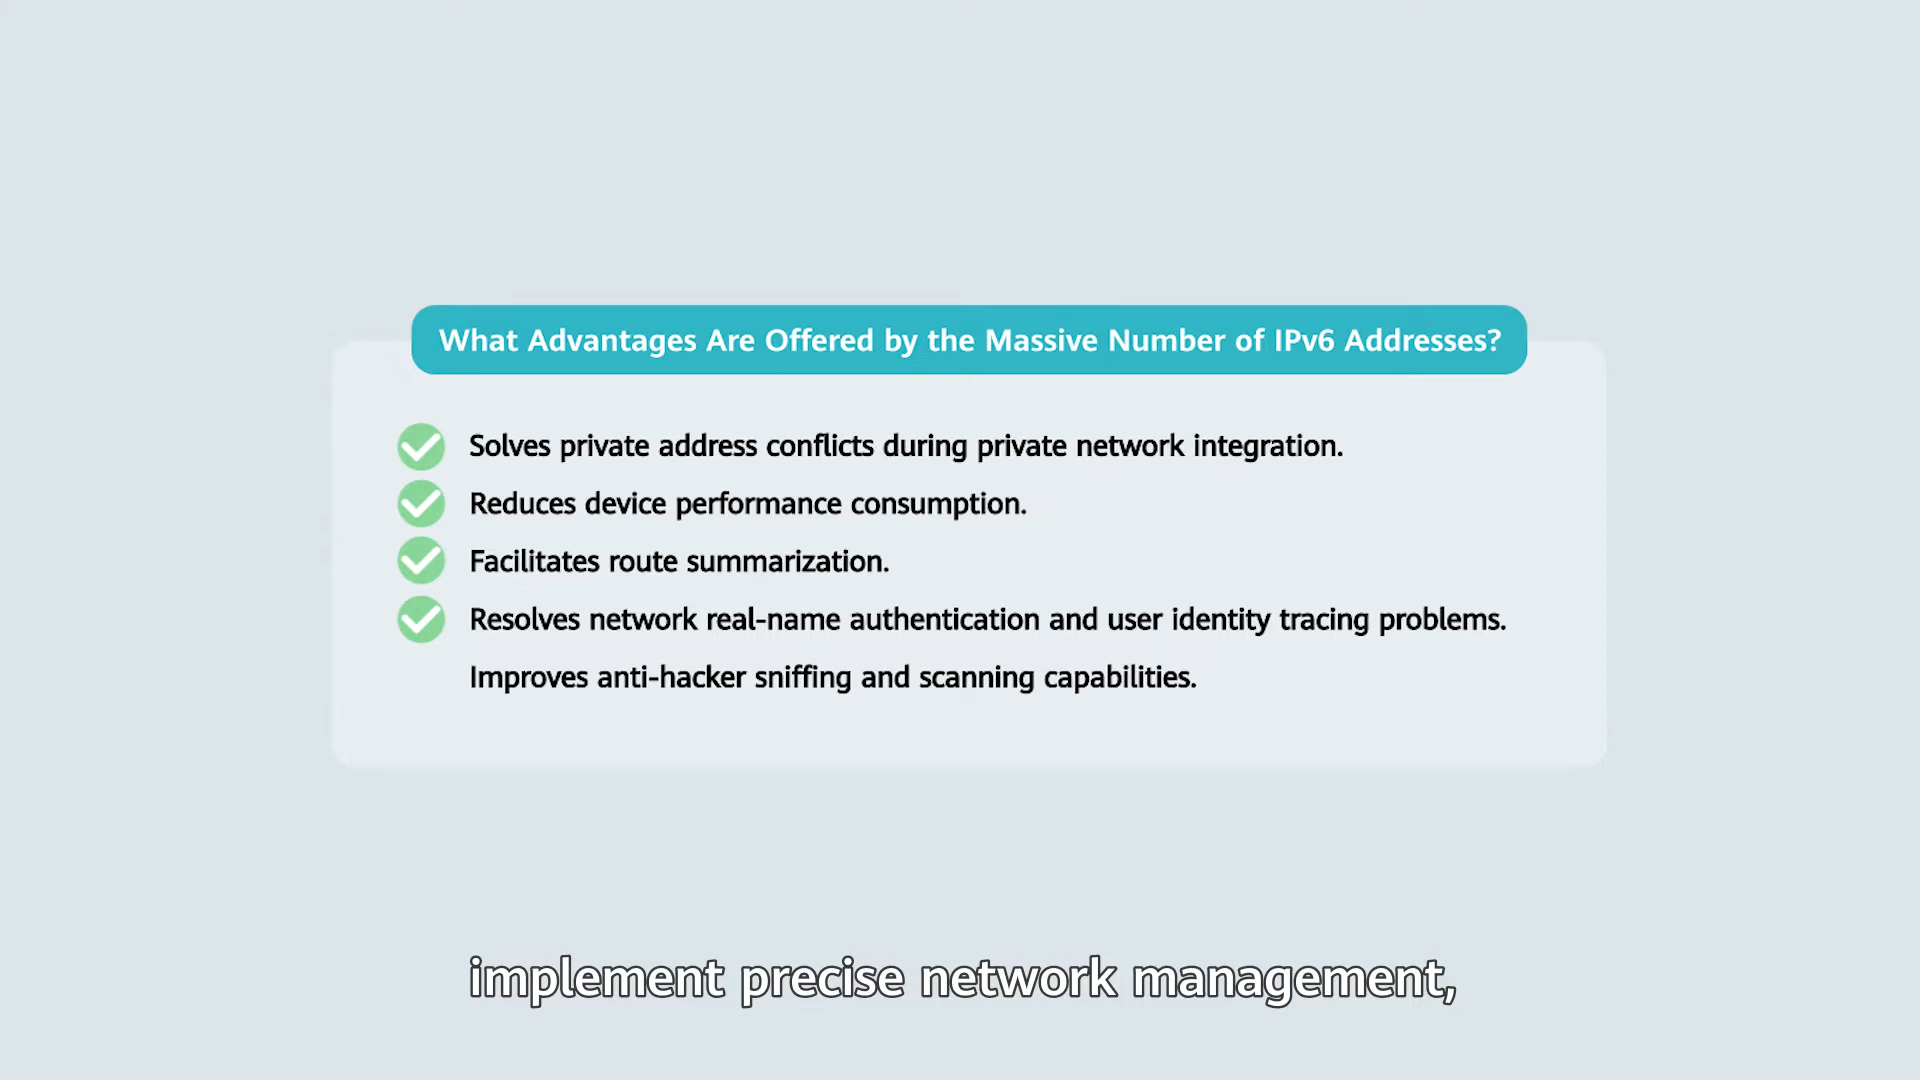 What Advantages Are Offered by the Massive Number of IPv6 Addresses?
Solves private address conflicts during private network integration.
Reduces device performance consumption.
Facilitates route summarization.
Resolves network real-name authentication and user identity tracing problems.
Improves anti-hacker sniffing and scanning capabilities.
implement precise network management,